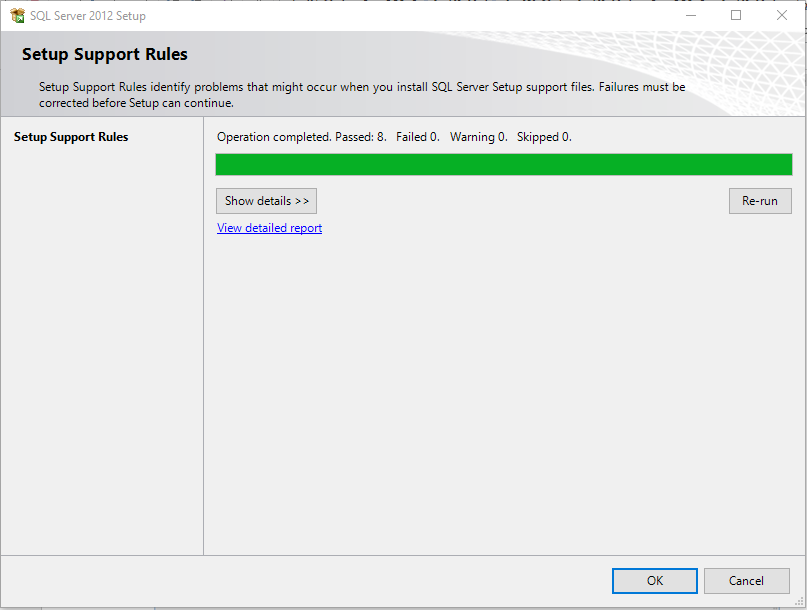 SQL Server 2012 Setup
Setup Support Rules
Setup Support Rules identify problems that might occur when you install SQL Server Setup support files. Failures must be
corrected before Setup can continue.
Setup Support Rules
Operation completed. Passed: 8.   Failed 0.   Warning 0.   Skipped 0.
Show details >>
Re-run
View detailed report
OK
Cancel